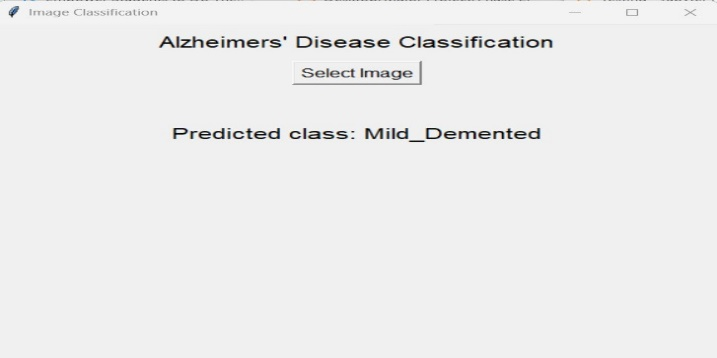 Image Classification
Alzheimers' Disease Classification
Select Image
Predicted class: Mild_Demented